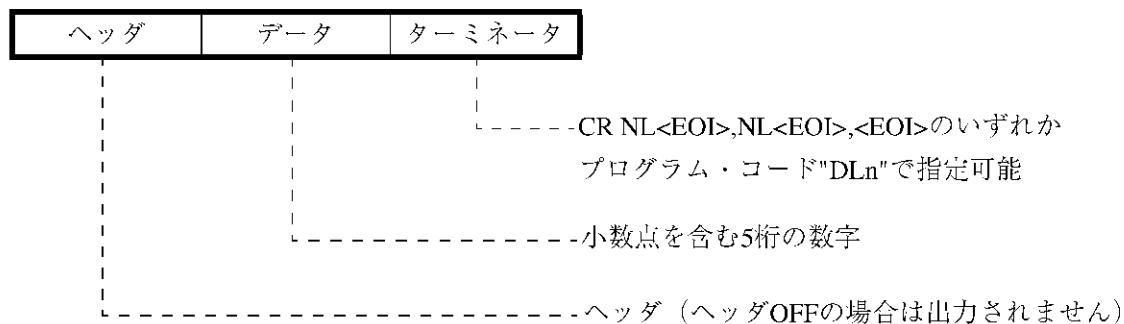 ヘッダ データ ターミネータ
CR NL<EOI>,NL<EOI>,<EOI>のいずれか
プログラム・コード"DLn"で指定可能
小数点を含む5桁の数字
ヘッダ（ヘッダOFFの場合は出力されません）